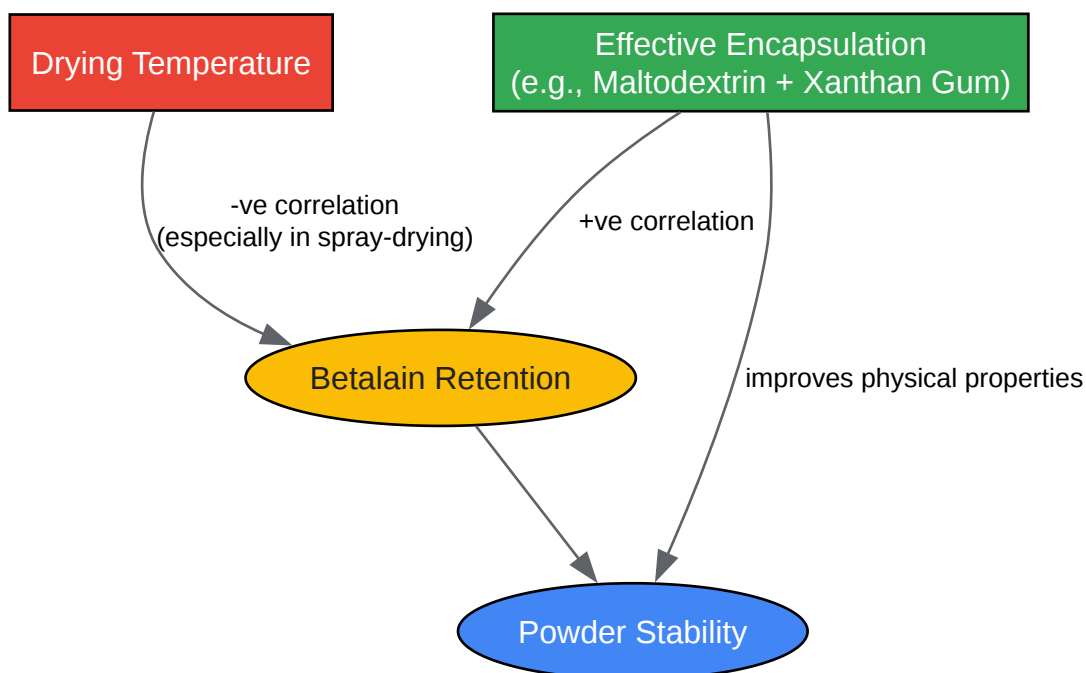 Drying Temperature
Effective Encapsulation
(e.g., Maltodextrin + Xanthan Gum)
-ve correlation
(especially in spray-drying)
+ve correlation
Betalain Retention
improves physical properties
Powder Stability